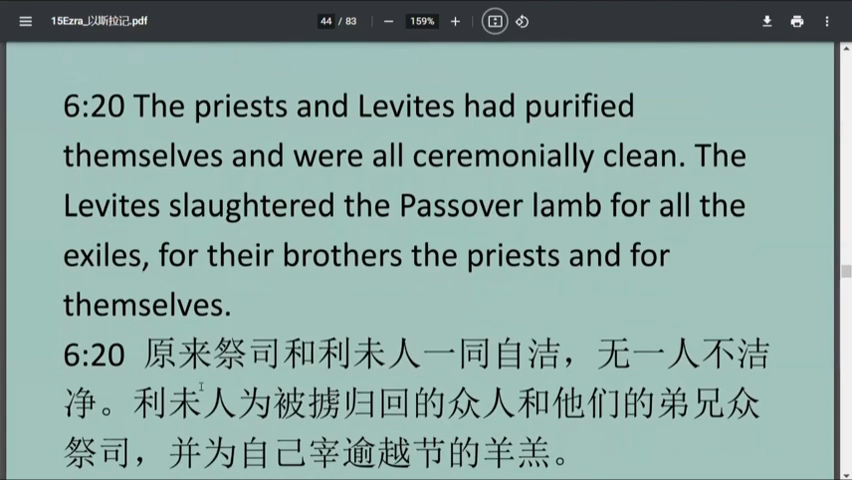 15Ezra_以斯拉记.pdf
44 / 83
159%
6:20 The priests and Levites had purified
themselves and were all ceremonially clean. The
Levites slaughtered the Passover lamb for all the
exiles, for their brothers the priests and for
themselves.
6:20 原来祭司和利未人一同自洁，无一人不洁
净。利未人为被掳归回的众人和他们的弟兄众
祭司，并为自己宰逾越节的羊羔。